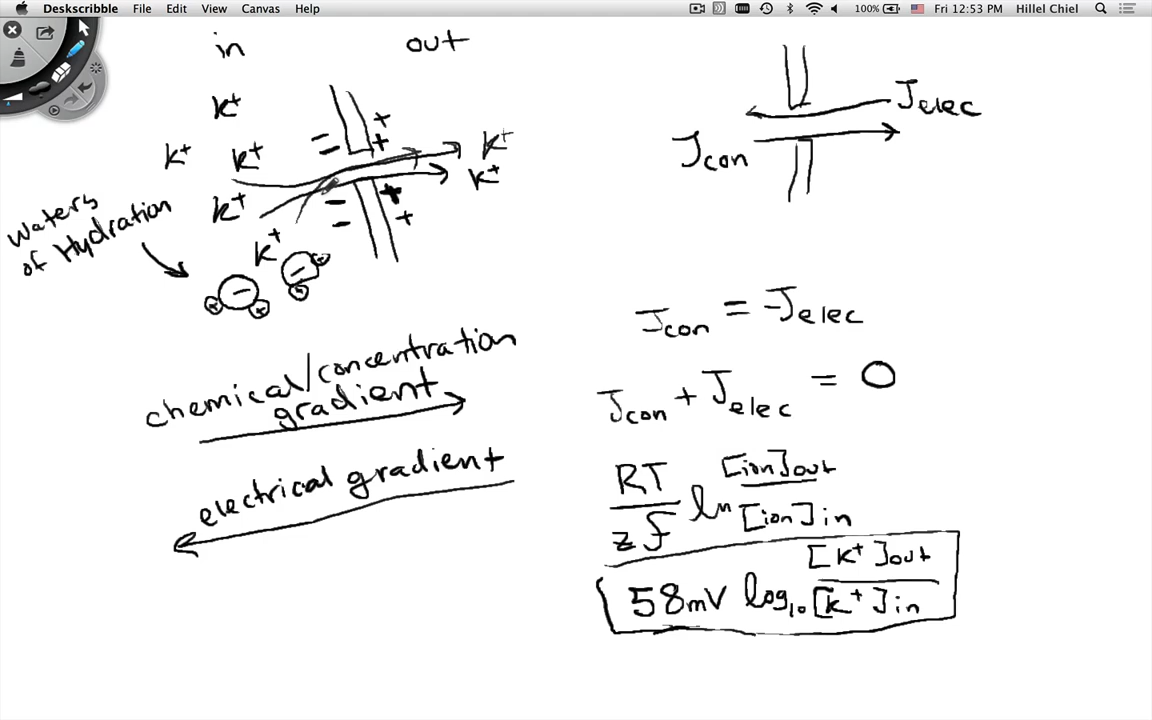 Deskscribble File Edit View Canvas Help 100% Fri 12:53 PM Hillel Chiel
in out
K+
K+ K+ K+
K+ K+
K+
= + +
= + +
Waters
of Hydration
- -
+ + + +
chemical/concentration
gradient
electrical gradient
Jelec
Jcon
Jcon = -Jelec
Jcon + Jelec = 0
RT/zf ln [ion]out/[ion]in
58mV log10 [K+]out/[K+]in